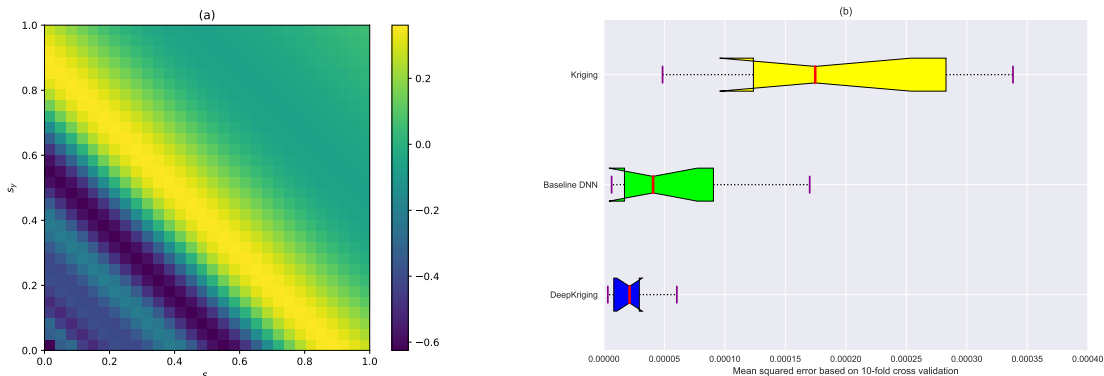 (a)
1.0
0.8
0.6
0.4
0.2
0.0
s_y
0.0 0.2 0.4 0.6 0.8 1.0
0.2
0.0
−0.2
−0.4
−0.6
(b)
Kriging
Baseline DNN
DeepKriging
0.00000 0.00005 0.00010 0.00015 0.00020 0.00025 0.00030 0.00035 0.00040
Mean squared error based on 10-fold cross validation